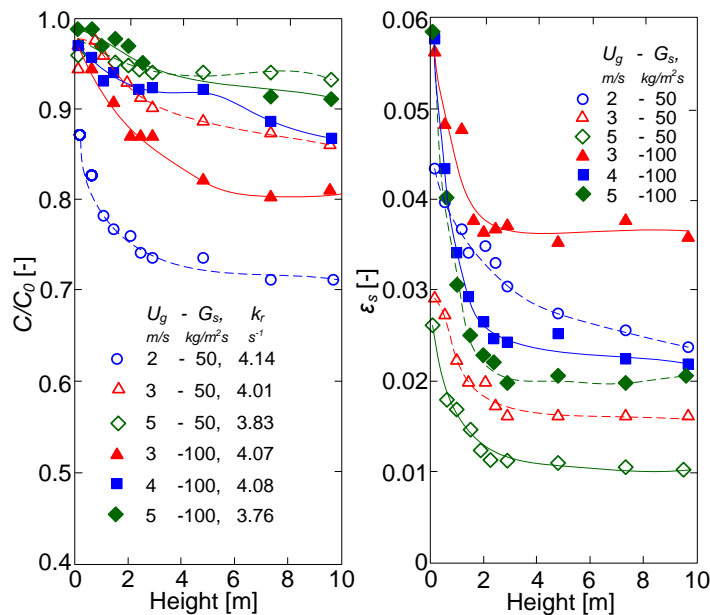 1.0
0.9
0.8
0.7
0.6
0.5
0.4
C/C0 [-]
Ug - Gs, kr
m/s kg/m²s s-1
2 - 50, 4.14
3 - 50, 4.01
5 - 50, 3.83
3 -100, 4.07
4 -100, 4.08
5 -100, 3.76
0 2 4 6 8 10
Height [m]
0.06
0.05
0.04
0.03
0.02
0.01
0.00
εs [-]
Ug - Gs,
m/s kg/m²s
2 - 50
3 - 50
5 - 50
3 -100
4 -100
5 -100
0 2 4 6 8 10
Height [m]